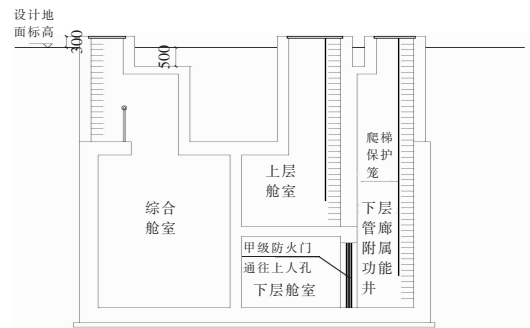 设计地
面标高
300
500
爬梯
保护
笼
上层
舱室
综合
舱室
下层
管廊
附属
功能
井
甲级防火门
通往上人孔
下层舱室